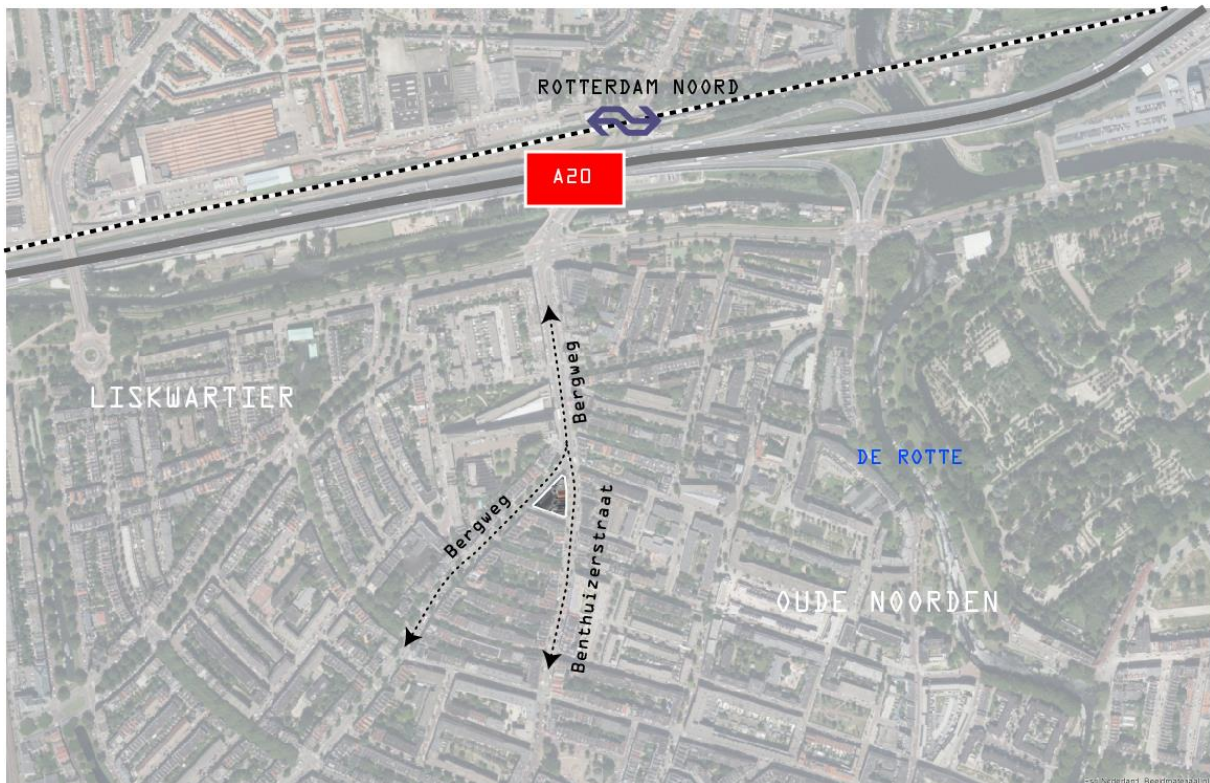 ROTTERDAM NOORD
A20
Bergweg
LISKWARTIER
DE ROTTE
Bergweg
Benthuizerstraat
OUDE NOORDEN